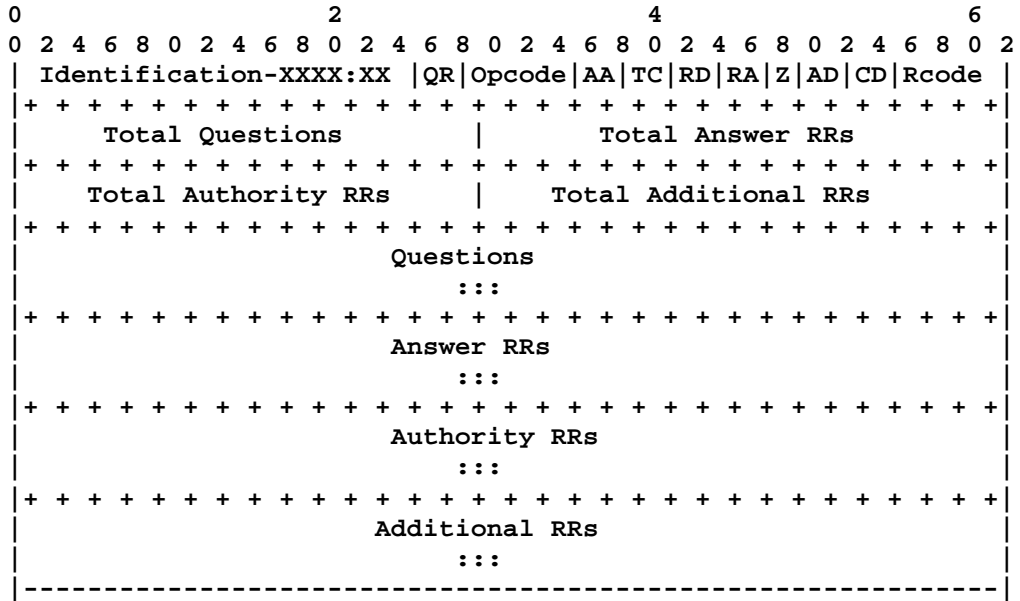 0                   2                   4                   6
0 2 4 6 8 0 2 4 6 8 0 2 4 6 8 0 2 4 6 8 0 2 4 6 8 0 2 4 6 8 0 2
| Identification-XXXX:XX |QR|Opcode|AA|TC|RD|RA|Z|AD|CD|Rcode |
|+ + + + + + + + + + + + + + + + + + + + + + + + + + + + + + +|
|     Total Questions        |       Total Answer RRs         |
|+ + + + + + + + + + + + + + + + + + + + + + + + + + + + + + +|
|    Total Authority RRs     |    Total Additional RRs        |
|+ + + + + + + + + + + + + + + + + + + + + + + + + + + + + + +|
|                       Questions                             |
|                           :::                               |
|+ + + + + + + + + + + + + + + + + + + + + + + + + + + + + + +|
|                       Answer RRs                            |
|                           :::                               |
|+ + + + + + + + + + + + + + + + + + + + + + + + + + + + + + +|
|                       Authority RRs                         |
|                           :::                               |
|+ + + + + + + + + + + + + + + + + + + + + + + + + + + + + + +|
|                      Additional RRs                         |
|                           :::                               |
|-------------------------------------------------------------|